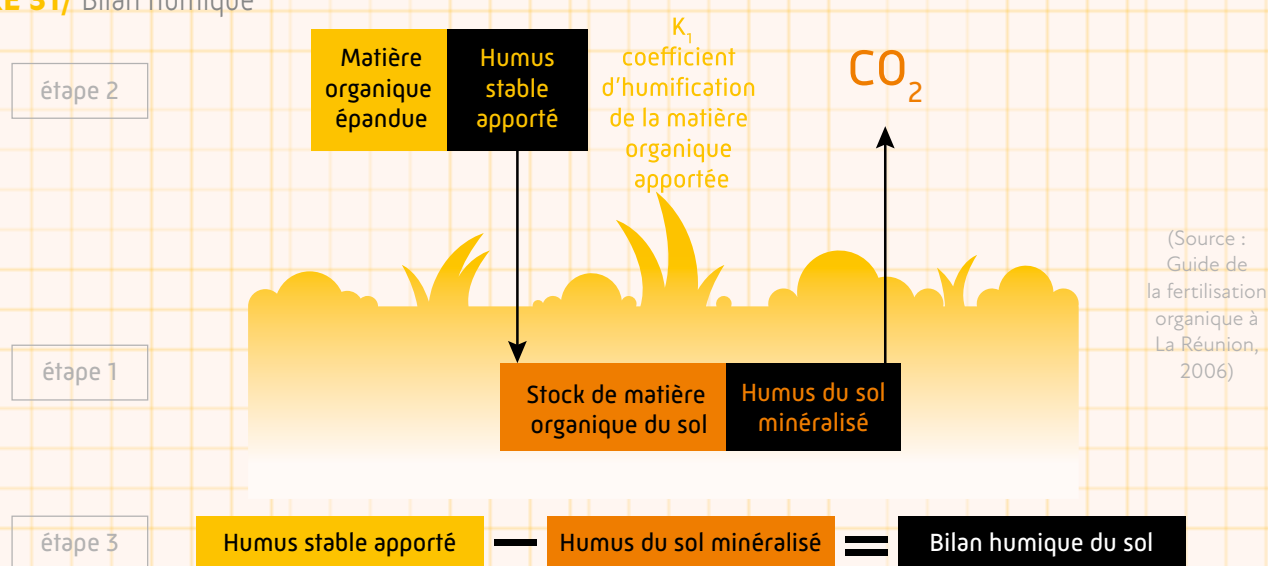 31/ Bilan humique
étape 2
Matière
organique
épandue
Humus
stable
apporté
K1
coefficient
d'humification
de la matière
organique
apportée
CO2
(Source :
Guide de
la fertilisation
organique à
La Réunion,
2006)
étape 1
Stock de matière
organique du sol
Humus du sol
minéralisé
étape 3
Humus stable apporté — Humus du sol minéralisé = Bilan humique du sol